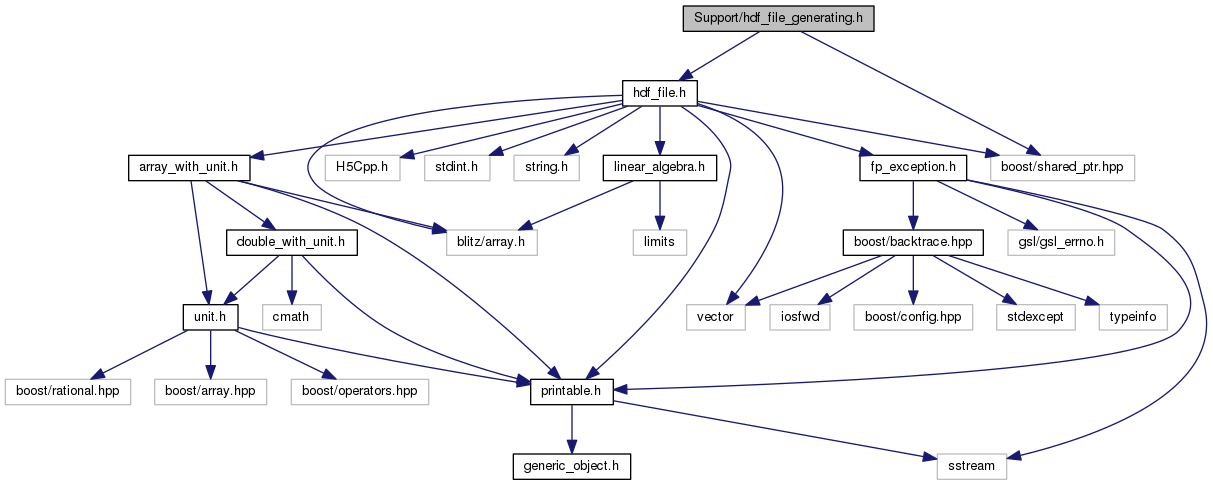 Support/hdf_file_generating.h
hdf_file.h
array_with_unit.h
H5Cpp.h
stdint.h
string.h
linear_algebra.h
fp_exception.h
boost/shared_ptr.hpp
double_with_unit.h
blitz/array.h
limits
boost/backtrace.hpp
gsl/gsl_errno.h
unit.h
cmath
vector
iosfwd
boost/config.hpp
stdexcept
typeinfo
boost/rational.hpp
boost/array.hpp
boost/operators.hpp
printable.h
generic_object.h
sstream